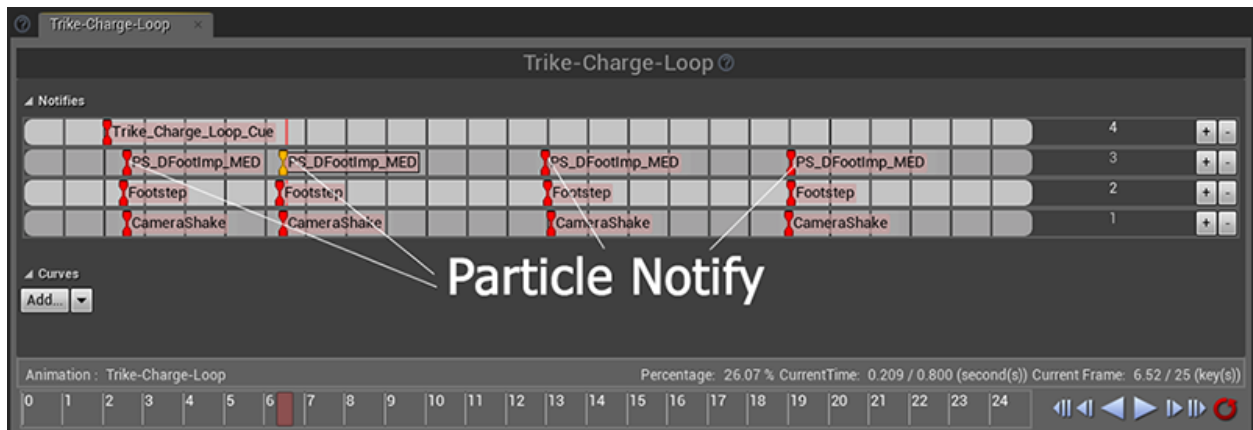 Trike-Charge-Loop ×
Trike-Charge-Loop
Notifies
Trike_Charge_Loop_Cue 4 + -
PS_DFootImp_MED PS_DFootImp_MED PS_DFootImp_MED PS_DFootImp_MED 3 + -
Footstep Footstep Footstep Footstep 2 + -
CameraShake CameraShake CameraShake CameraShake 1 + -
Curves
Particle Notify
Add...
Animation : Trike-Charge-Loop Percentage: 26.07 % CurrentTime: 0.209 / 0.800 (second(s)) Current Frame: 6.52 / 25 (key(s))
0 1 2 3 4 5 6 7 8 9 10 11 12 13 14 15 16 17 18 19 20 21 22 23 24